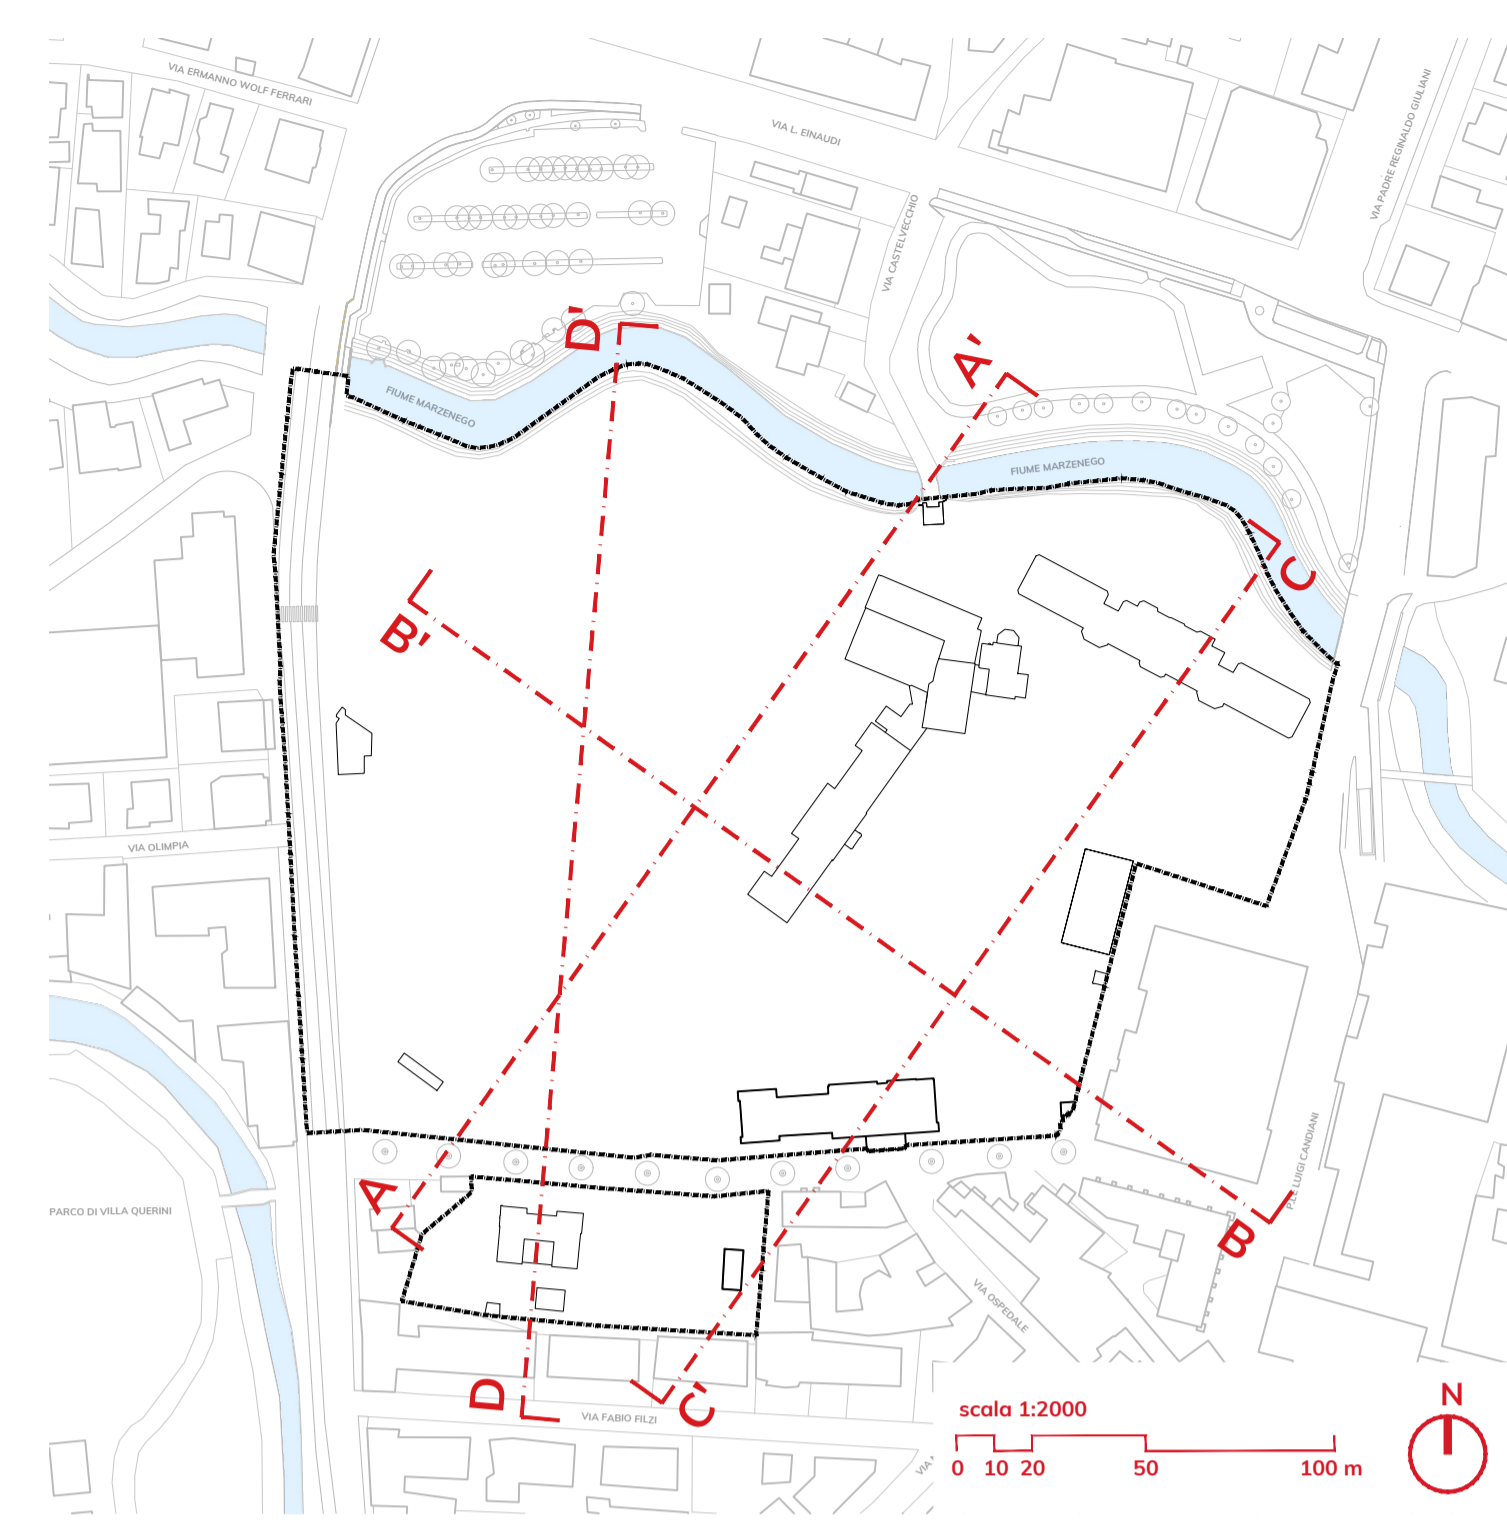 VIA ERMANNO WOLF FERRARI
VIA L. EINAUDI
VIA PADRE REGINALDO GIULIANI
VIA CASTELVECCHIO
D'
A'
FIUME MARZENEGO
FIUME MARZENEGO
C
B'
VIA OLIMPIA
A
PARCO DI VILLA QUERINI
P.LE LUIGI CANDIANI
B
VIA OSPEDALE
D
C'
VIA FABIO FILZI
VIA
scala 1:2000
0 10 20 50 100 m
N